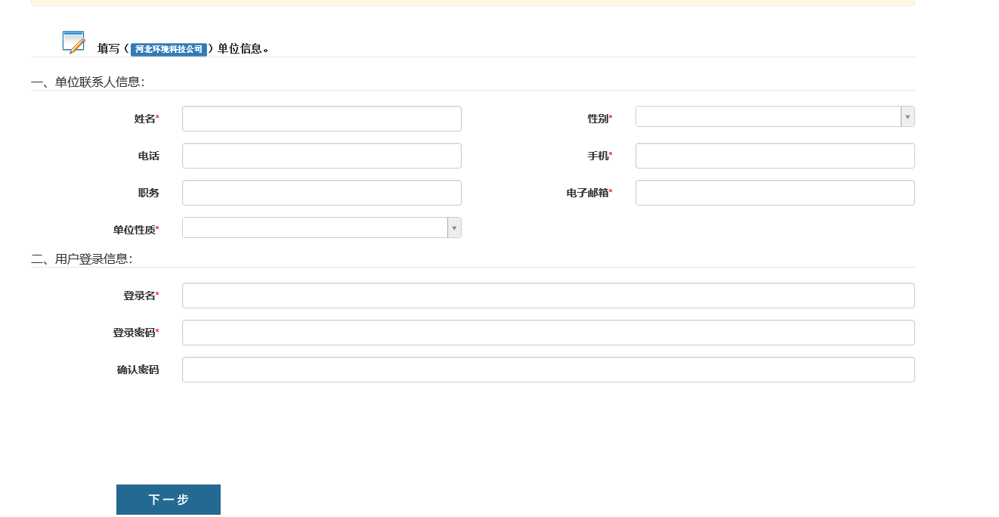 填写（河北环境科技公司）单位信息。
一、单位联系人信息：
姓名* 性别*
电话 手机*
职务 电子邮箱*
单位性质*
二、用户登录信息：
登录名*
登录密码*
确认密码
下一步